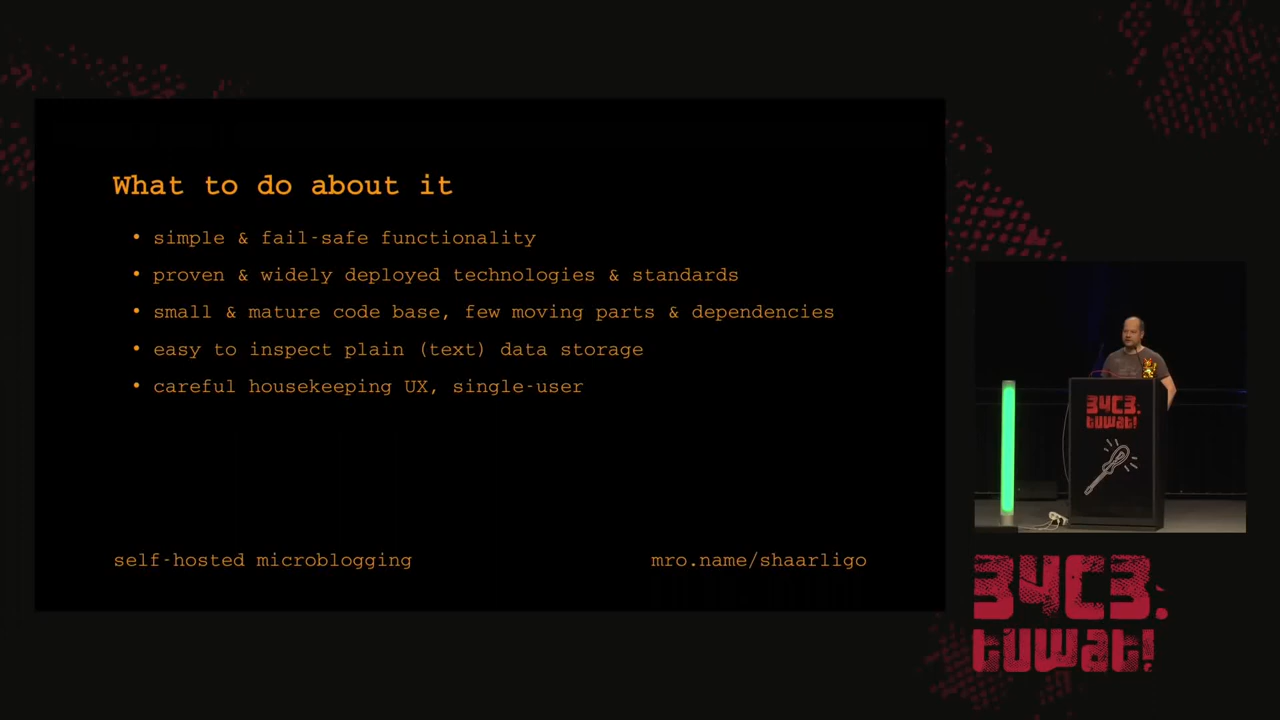 What to do about it
• simple & fail-safe functionality
• proven & widely deployed technologies & standards
• small & mature code base, few moving parts & dependencies
• easy to inspect plain (text) data storage
• careful housekeeping UX, single-user
self-hosted microblogging
mro.name/shaarligo
34C3.
tuwat!
34C3.
tuwat!